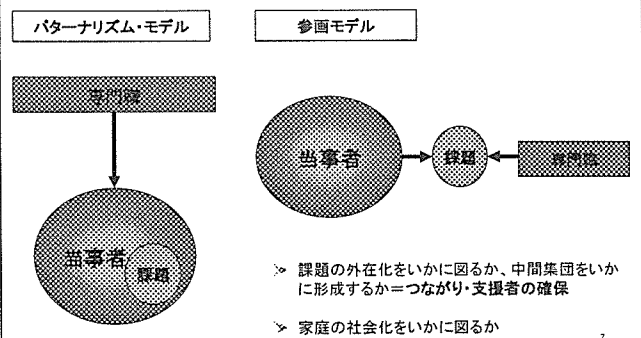 パターナリズム・モデル
参画モデル
専門職
当事者
課題
当事者
課題
専門職
➢ 課題の外在化をいかに図るか、中間集団をいか
に形成するか＝つながり・支援者の確保
➢ 家庭の社会化をいかに図るか
7